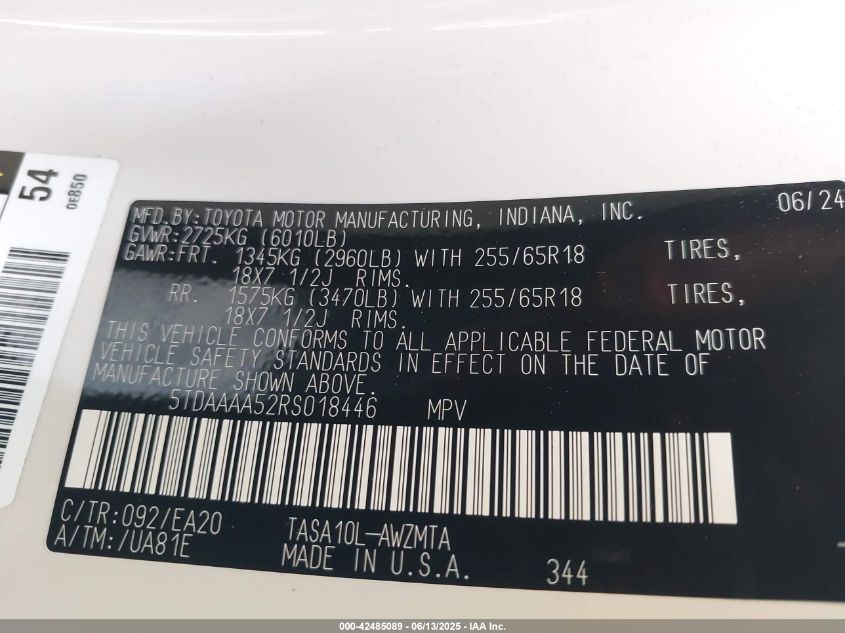 54
0E850
MFD.BY:TOYOTA MOTOR MANUFACTURING, INDIANA, INC. 06/24
GVWR:2725KG (6010LB)
GAWR:FRT. 1345KG (2960LB) WITH 255/65R18 TIRES,
18X7 1/2J RIMS.
RR. 1575KG (3470LB) WITH 255/65R18 TIRES,
18X7 1/2J RIMS.
THIS VEHICLE CONFORMS TO ALL APPLICABLE FEDERAL MOTOR
VEHICLE SAFETY STANDARDS IN EFFECT ON THE DATE OF
MANUFACTURE SHOWN ABOVE.
5TDAAAA52RS018446 MPV
C/TR:092/EA20 TASA10L-AWZMTA
A/TM:/UA81E MADE IN U.S.A. 344
000-42485089 - 06/13/2025 - IAA Inc.